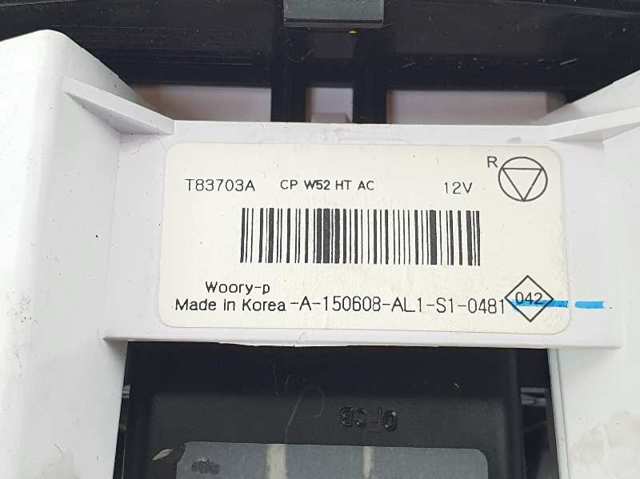 T83703A CP W52 HT AC 12V R
Woory-p
Made in Korea -A-150608-AL1-S1-0481 042